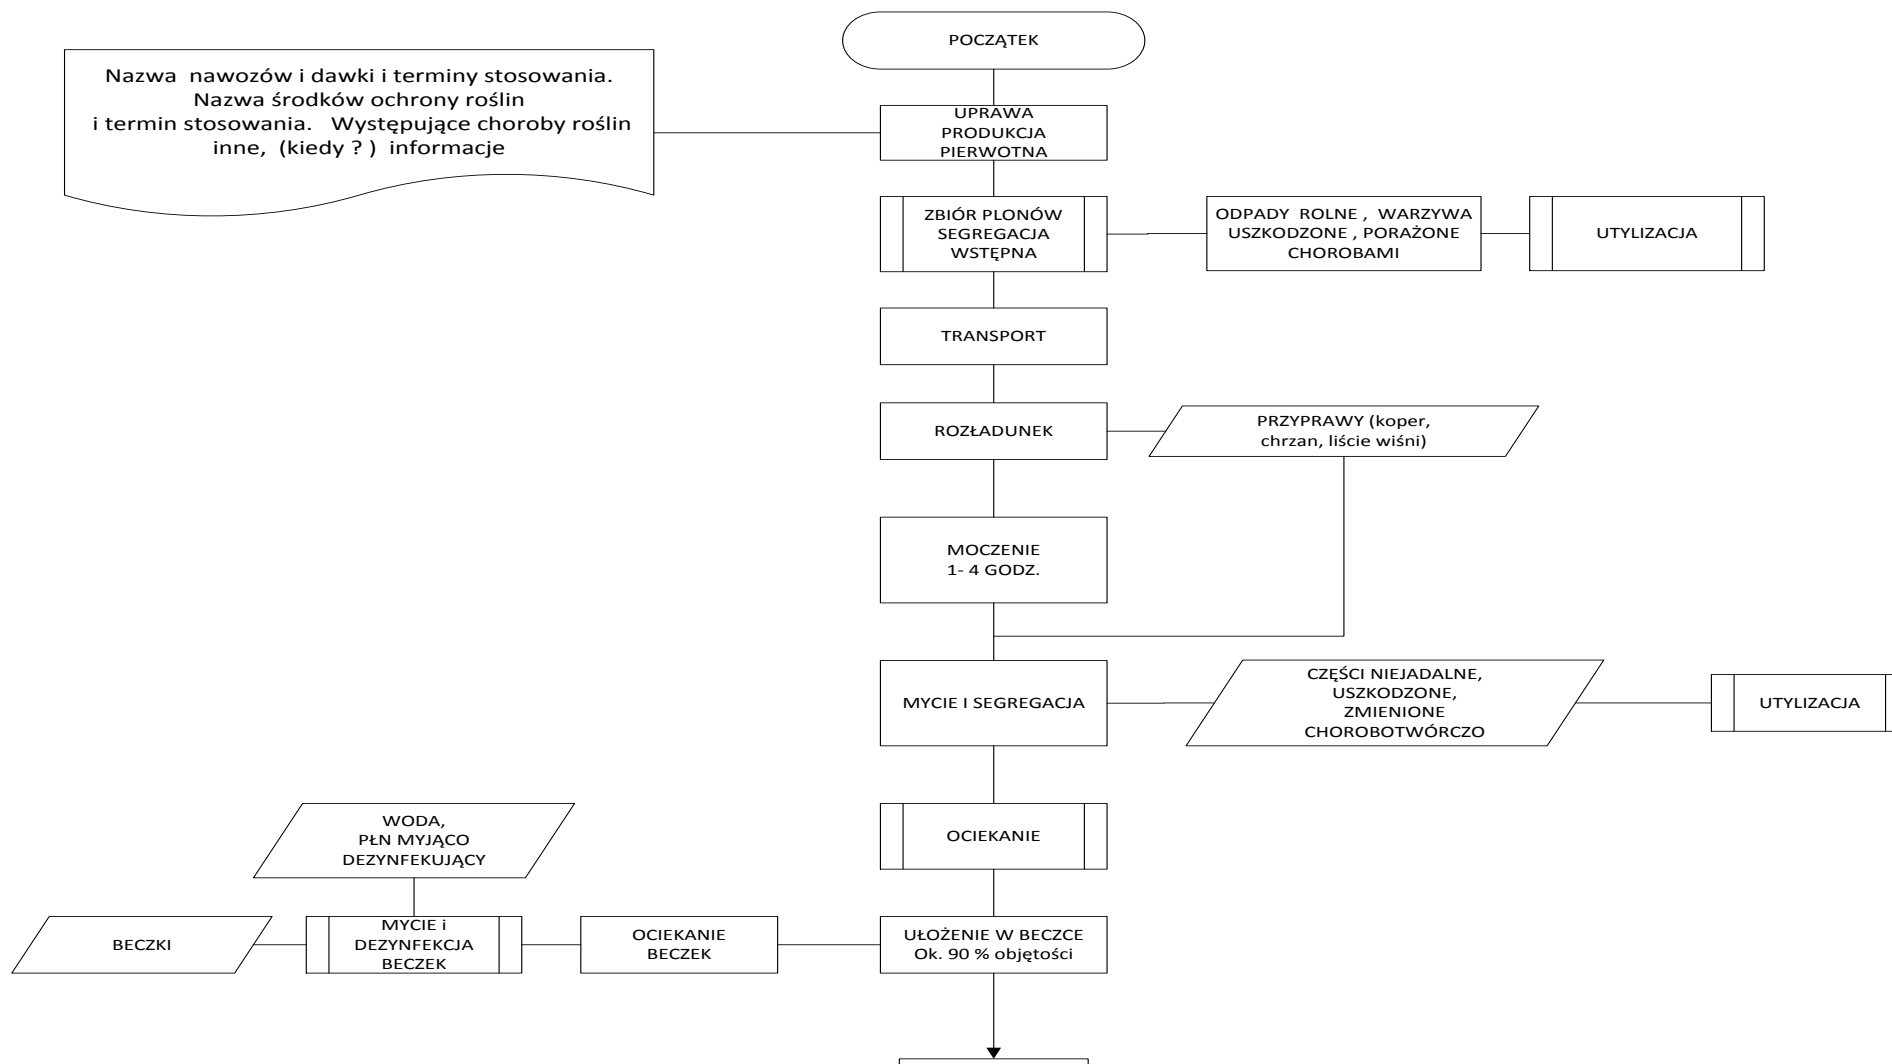 POCZĄTEK
Nazwa nawozów i dawki i terminy stosowania.
Nazwa środków ochrony roślin
i termin stosowania. Występujące choroby roślin
inne, (kiedy ? ) informacje
UPRAWA
PRODUKCJA
PIERWOTNA
ZBIÓR PLONÓW
SEGREGACJA
WSTĘPNA
ODPADY ROLNE , WARZYWA
USZKODZONE , PORAŻONE
CHOROBAMI
UTYLIZACJA
TRANSPORT
ROZŁADUNEK
PRZYPRAWY (koper,
chrzan, liście wiśni)
MOCZENIE
1- 4 GODZ.
MYCIE I SEGREGACJA
CZĘŚCI NIEJADALNE,
USZKODZONE,
ZMIENIONE
CHOROBOTWÓRCZO
UTYLIZACJA
OCIEKANIE
WODA,
PŁN MYJĄCO
DEZYNFEKUJĄCY
BECZKI
MYCIE i
DEZYNFEKCJA
BECZEK
OCIEKANIE
BECZEK
UŁOŻENIE W BECZCE
Ok. 90 % objętości